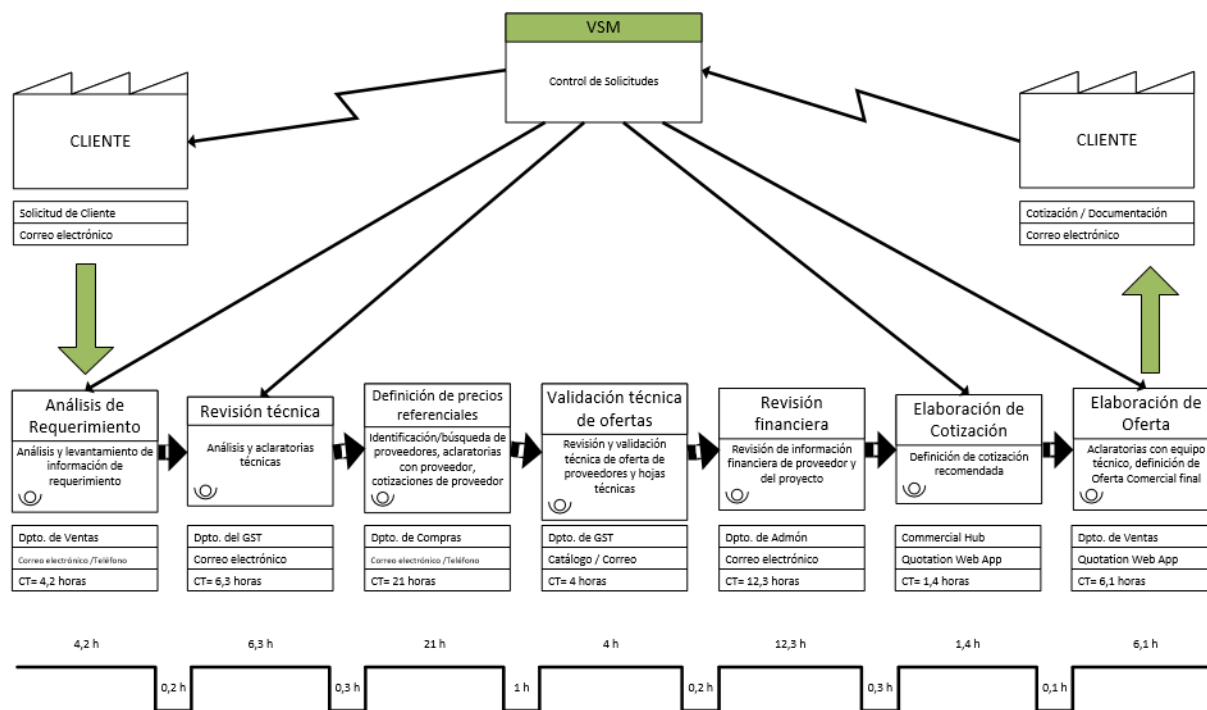 VSM
Control de Solicitudes
CLIENTE
CLIENTE
Solicitud de Cliente
Correo electrónico
Cotización / Documentación
Correo electrónico
Análisis de
Requerimiento
Análisis y levantamiento de
información de
requerimiento
Revisión técnica
Análisis y aclaratorias
técnicas
Definición de precios
referenciales
Identificación/búsqueda de
proveedores, aclaratorias
con proveedor,
cotizaciones de proveedor
Validación técnica
de ofertas
Revisión y validación
técnica de oferta de
proveedores y hojas
técnicas
Revisión
financiera
Revisión de información
financiera de proveedor y
del proyecto
Elaboración de
Cotización
Definición de cotización
recomendada
Elaboración de
Oferta
Aclaratorias con equipo
técnico, definición de
Oferta Comercial final
Dpto. de Ventas
Correo electrónico /Teléfono
CT= 4,2 horas
Dpto. del GST
Correo electrónico
CT= 6,3 horas
Dpto. de Compras
Correo electrónico /Teléfono
CT= 21 horas
Dpto. de GST
Catálogo / Correo
CT= 4 horas
Dpto. de Admón
Correo electrónico
CT= 12,3 horas
Commercial Hub
Quotation Web App
CT= 1,4 horas
Dpto. de Ventas
Quotation Web App
CT= 6,1 horas
4,2 h
6,3 h
21 h
4 h
12,3 h
1,4 h
6,1 h
0,2 h
0,3 h
1 h
0,2 h
0,3 h
0,1 h